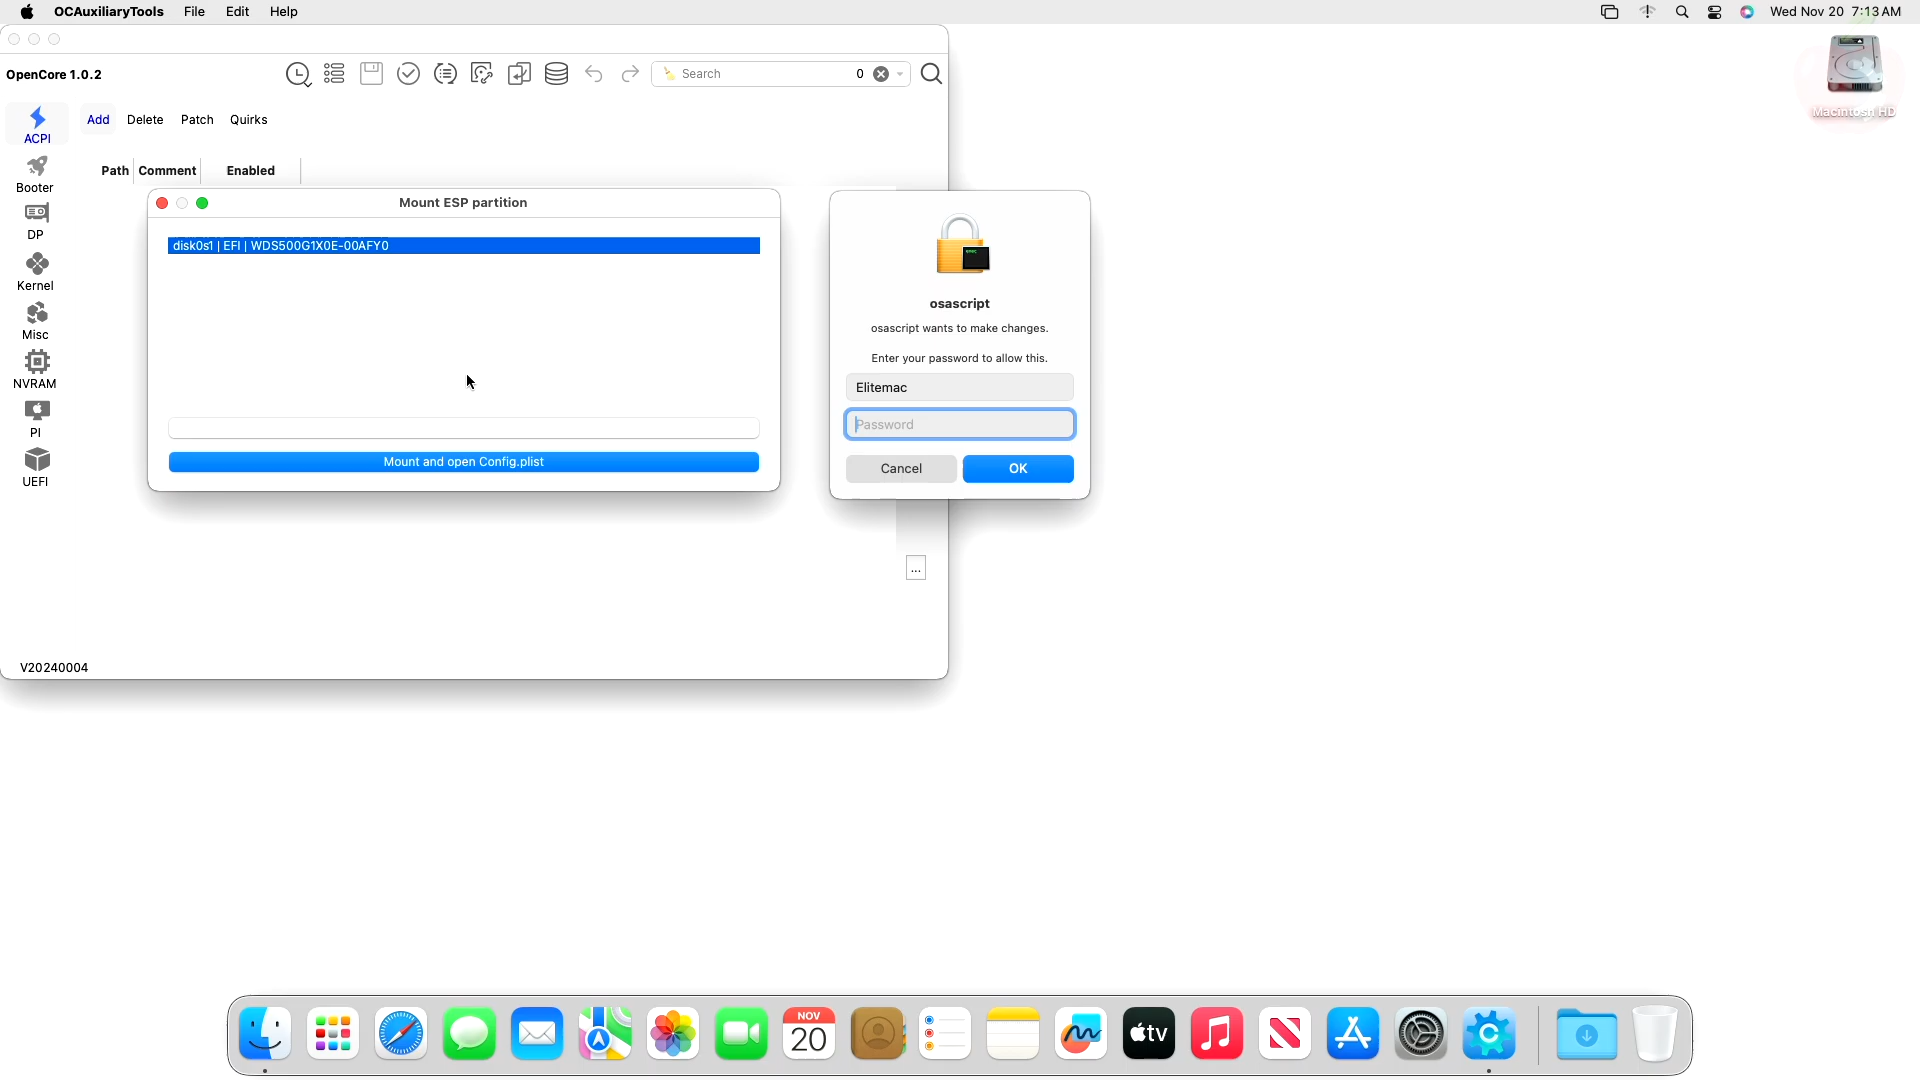 OCAuxiliaryTools File Edit Help
Wed Nov 20 7:13 AM
OpenCore 1.0.2
Search
0
Macintosh HD
ACPI
Add Delete Patch Quirks
Path Comment Enabled
Booter
DP
Kernel
Misc
NVRAM
PI
UEFI
Mount ESP partition
disk0s1 | EFI | WDS500G1X0E-00AFY0
Mount and open Config.plist
osascript
osascript wants to make changes.
Enter your password to allow this.
Elitemac
Password
Cancel OK
...
V20240004
NOV
20
tv